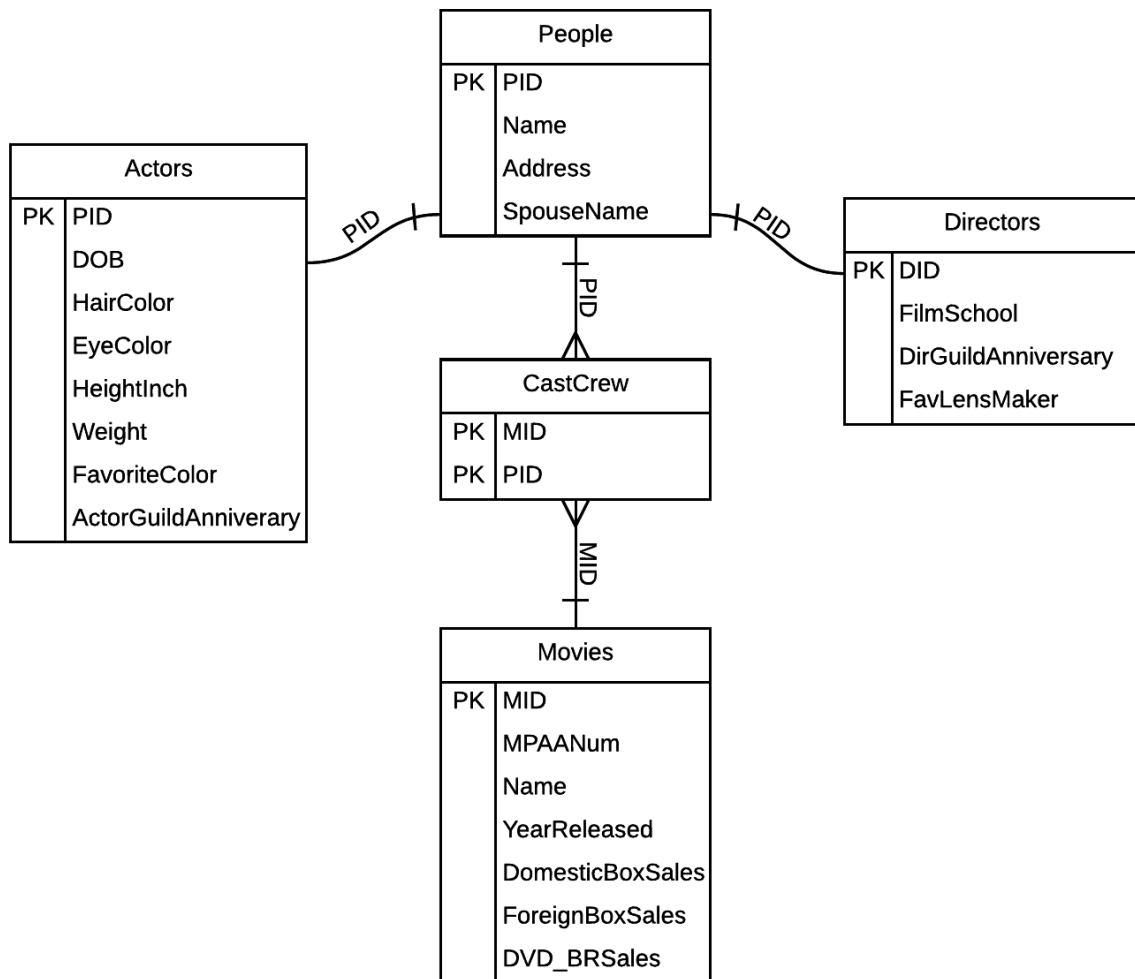 People
PK PID
Name
Address
SpouseName
Actors
PK PID
DOB
HairColor
EyeColor
HeightInch
Weight
FavoriteColor
ActorGuildAnniverary
PID
PID
Directors
PK DID
FilmSchool
DirGuildAnniversary
FavLensMaker
PID
CastCrew
PK MID
PK PID
MID
Movies
PK MID
MPAANum
Name
YearReleased
DomesticBoxSales
ForeignBoxSales
DVD_BRSales